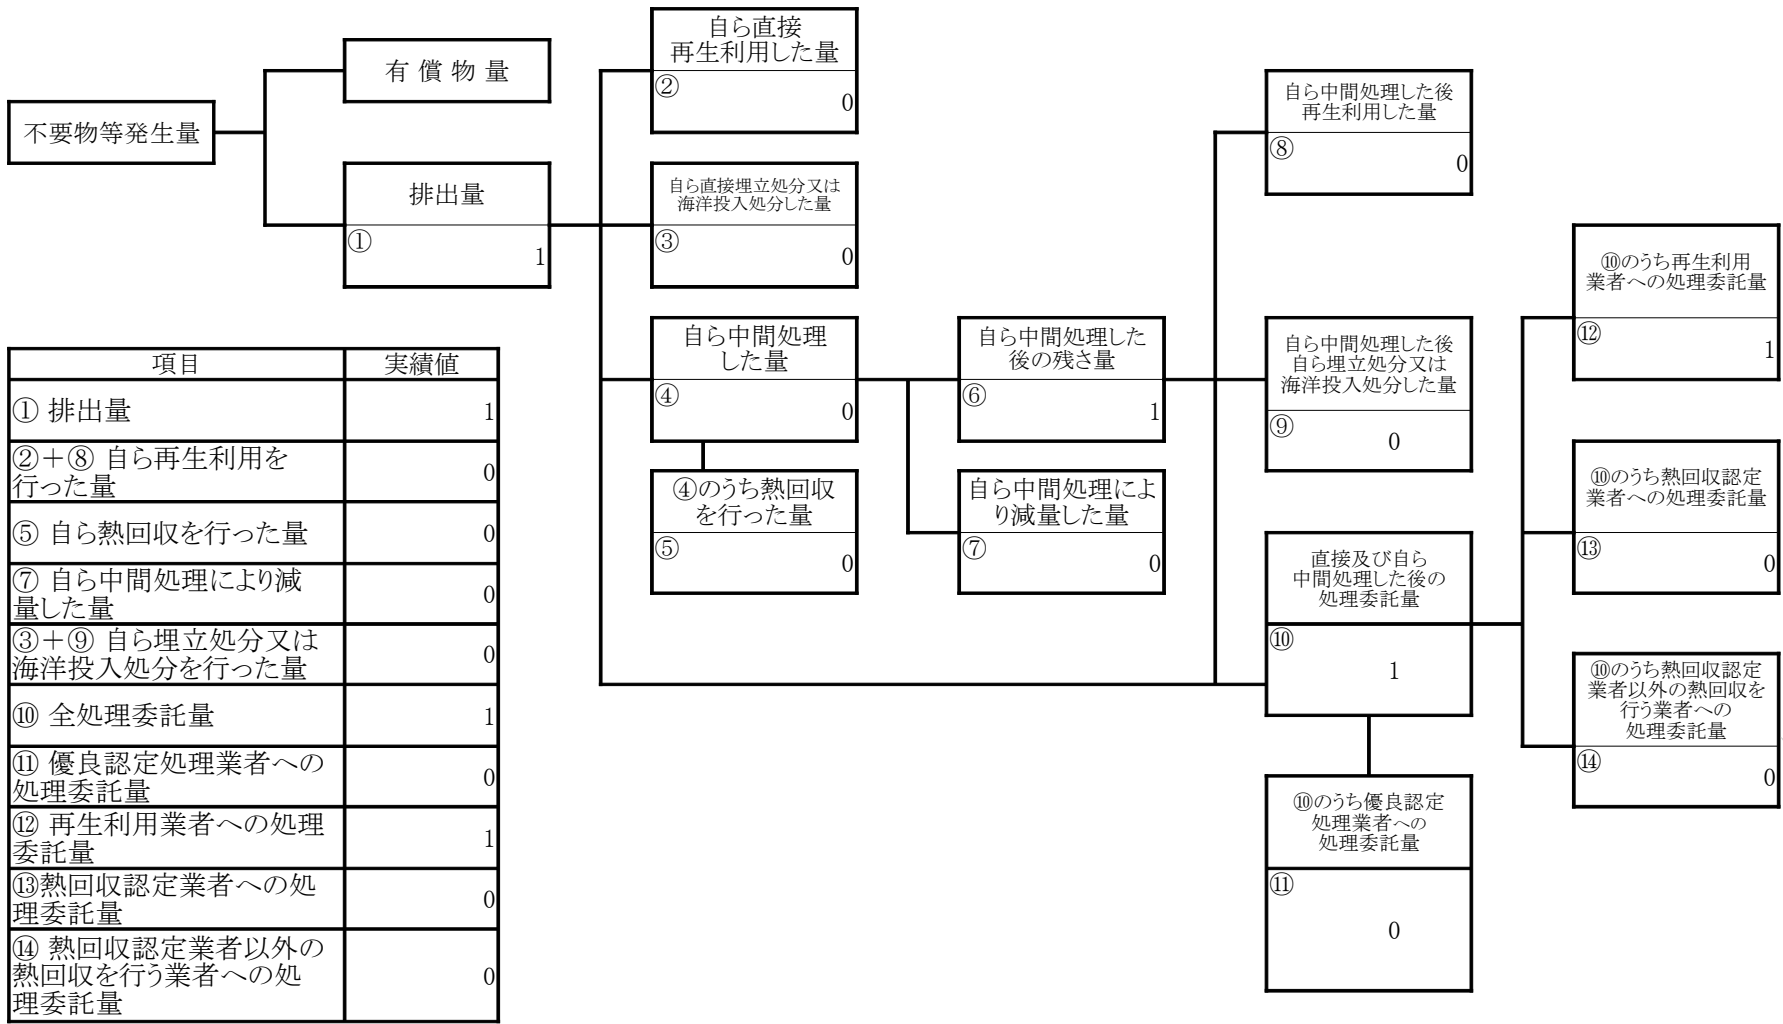 不要物等発生量
有 償 物 量
排出量
①
1
自ら直接
再生利用した量
②
0
自ら直接埋立処分又は
海洋投入処分した量
③
0
自ら中間処理
した量
④
0
④のうち熱回収
を行った量
⑤
0
自ら中間処理した
後の残さ量
⑥
1
自ら中間処理によ
り減量した量
⑦
0
自ら中間処理した後
再生利用した量
⑧
0
自ら中間処理した後
自ら埋立処分又は
海洋投入処分した量
⑨
0
直接及び自ら
中間処理した後の
処理委託量
⑩
1
⑩のうち優良認定
処理業者への
処理委託量
⑪
0
⑩のうち再生利用
業者への処理委託量
⑫
1
⑩のうち熱回収認定
業者への処理委託量
⑬
0
⑩のうち熱回収認定
業者以外の熱回収を
行う業者への
処理委託量
⑭
0
項目 実績値
① 排出量 1
②＋⑧ 自ら再生利用を
行った量 0
⑤ 自ら熱回収を行った量 0
⑦ 自ら中間処理により減
量した量 0
③＋⑨ 自ら埋立処分又は
海洋投入処分を行った量 0
⑩ 全処理委託量 1
⑪ 優良認定処理業者への
処理委託量 0
⑫ 再生利用業者への処理
委託量 1
⑬熱回収認定業者への処
理委託量 0
⑭ 熱回収認定業者以外の
熱回収を行う業者への処
理委託量 0